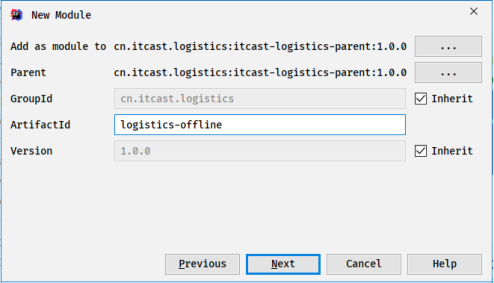 New Module
Add as module to cn.itcast.logistics:itcast-logistics-parent:1.0.0 ...
Parent cn.itcast.logistics:itcast-logistics-parent:1.0.0 ...
GroupId cn.itcast.logistics Inherit
ArtifactId logistics-offline
Version 1.0.0 Inherit
Previous Next Cancel Help